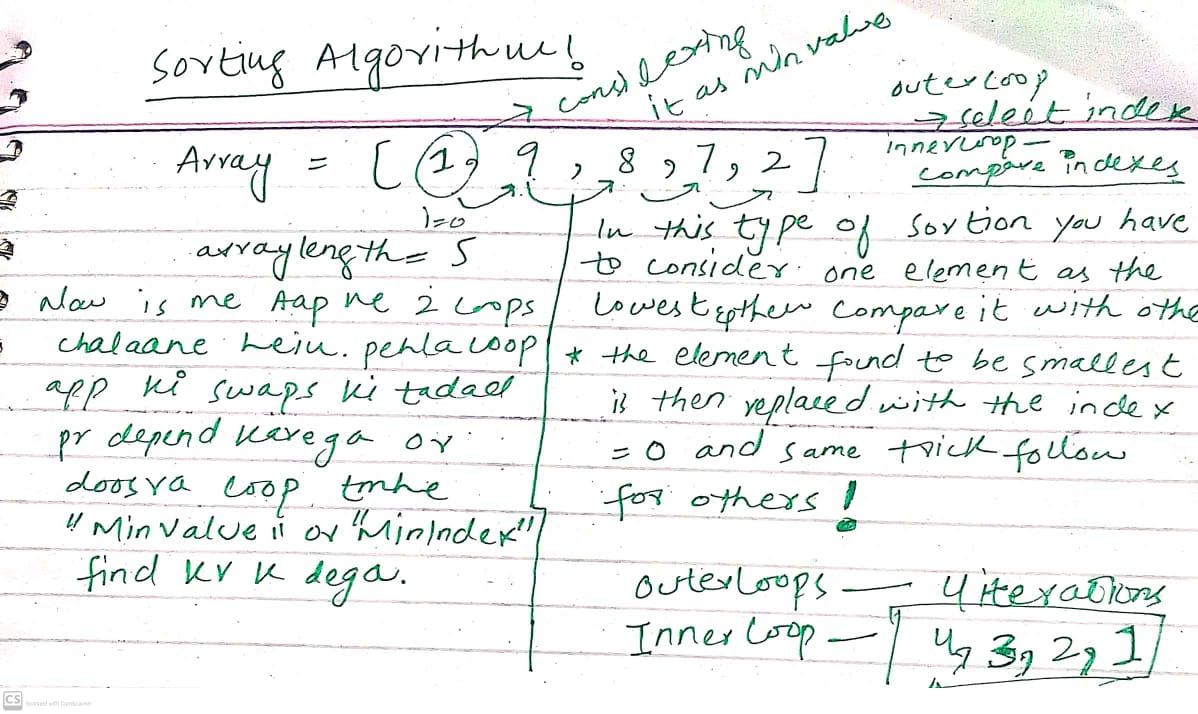 Sorting Algorithm!
→ considering
it as min value
outer loop
→ select index
inner loop —
compare indexes
Array = [ 1, 9, 8, 7, 2 ]
i=0
array length = 5
Now is me Aap ne 2 loops
chalaane hein. pehla loop
app ki swaps ki tadaad
pr depend karega or
doosra loop tmhe
"Min Value" or "MinIndex"
find kr k dega.
In this type of Sortion you have
to consider one element as the
lowest & then compare it with othe
* the element found to be smallest
is then replaced with the index
= 0 and same trick follow
for others !
Outerloops — 4 iterations
Inner loop — 4, 3, 2, 1
CS Scanned with CamScanner